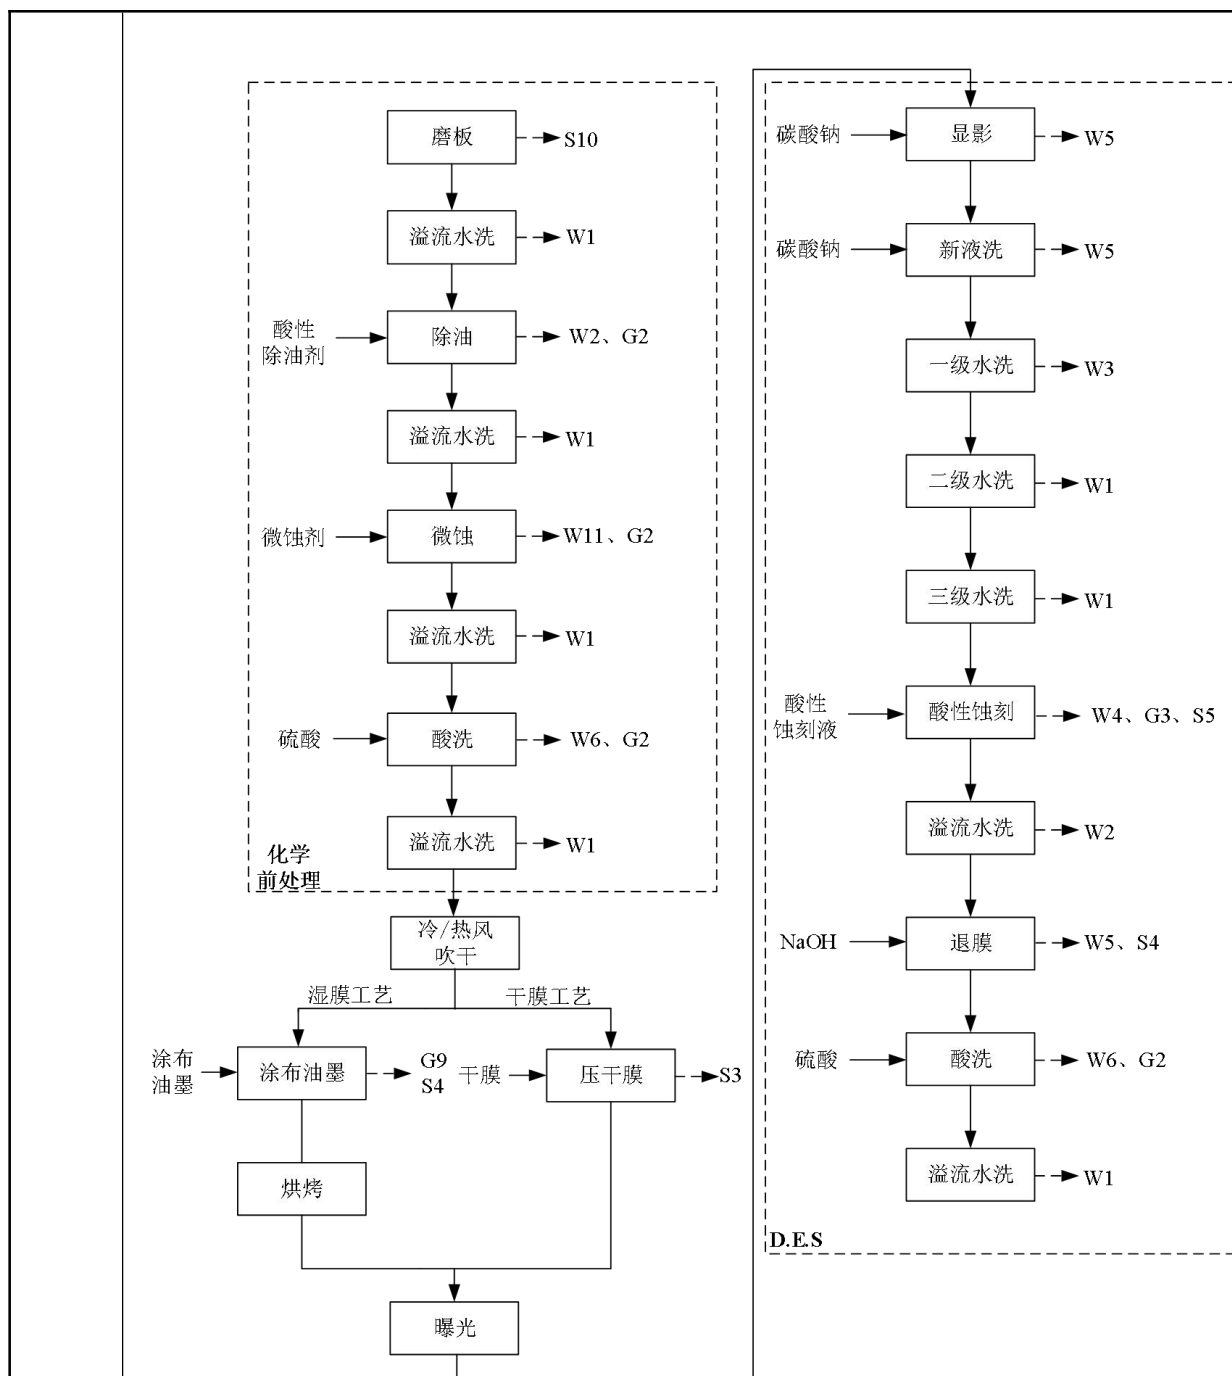 磨板
S10
溢流水洗
W1
酸性
除油剂
除油
W2、G2
溢流水洗
W1
微蚀剂
微蚀
W11、G2
溢流水洗
W1
硫酸
酸洗
W6、G2
溢流水洗
W1
化学
前处理
冷/热风
吹干
湿膜工艺
干膜工艺
涂布
油墨
涂布油墨
G9
S4
干膜
压干膜
S3
烘烤
曝光
碳酸钠
显影
W5
碳酸钠
新液洗
W5
一级水洗
W3
二级水洗
W1
三级水洗
W1
酸性
蚀刻液
酸性蚀刻
W4、G3、S5
溢流水洗
W2
NaOH
退膜
W5、S4
硫酸
酸洗
W6、G2
溢流水洗
W1
D.E.S